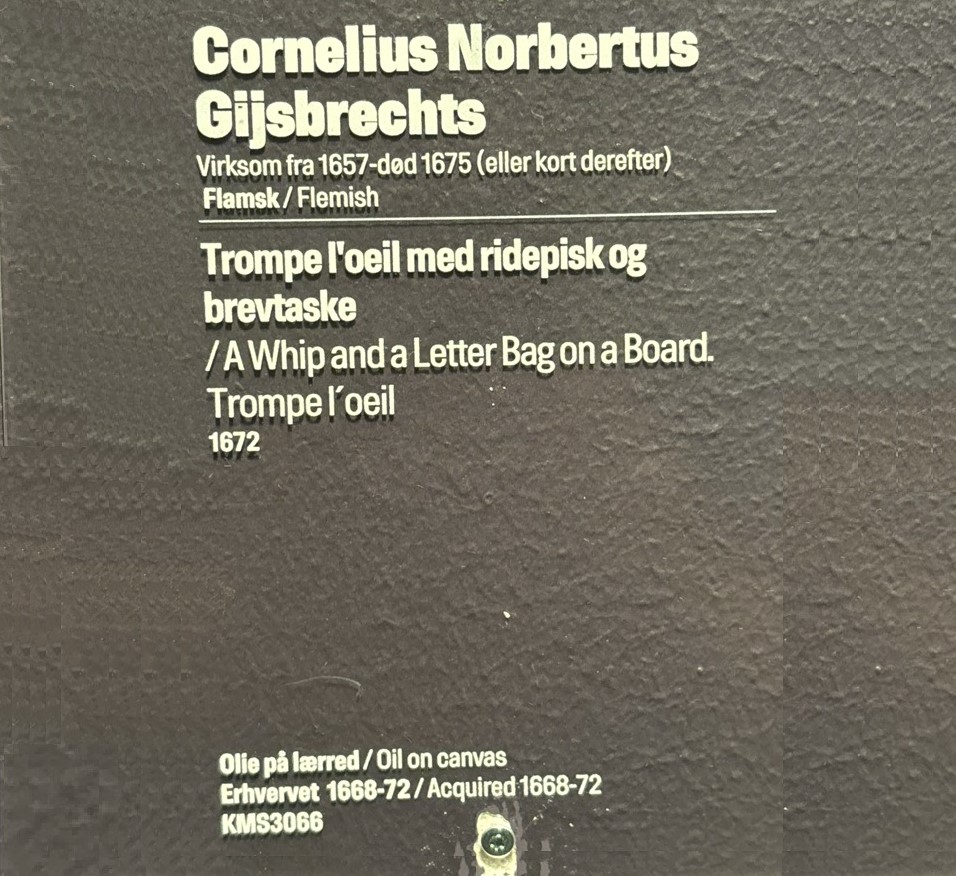 Cornelius Norbertus
Gijsbrechts
Virksom fra 1657-død 1675 (eller kort derefter)
Flamsk / Flemish
Trompe l'oeil med ridepisk og
brevtaske
/ A Whip and a Letter Bag on a Board.
Trompe l´oeil
1672
Olie på lærred / Oil on canvas
Erhvervet 1668-72 / Acquired 1668-72
KMS3066